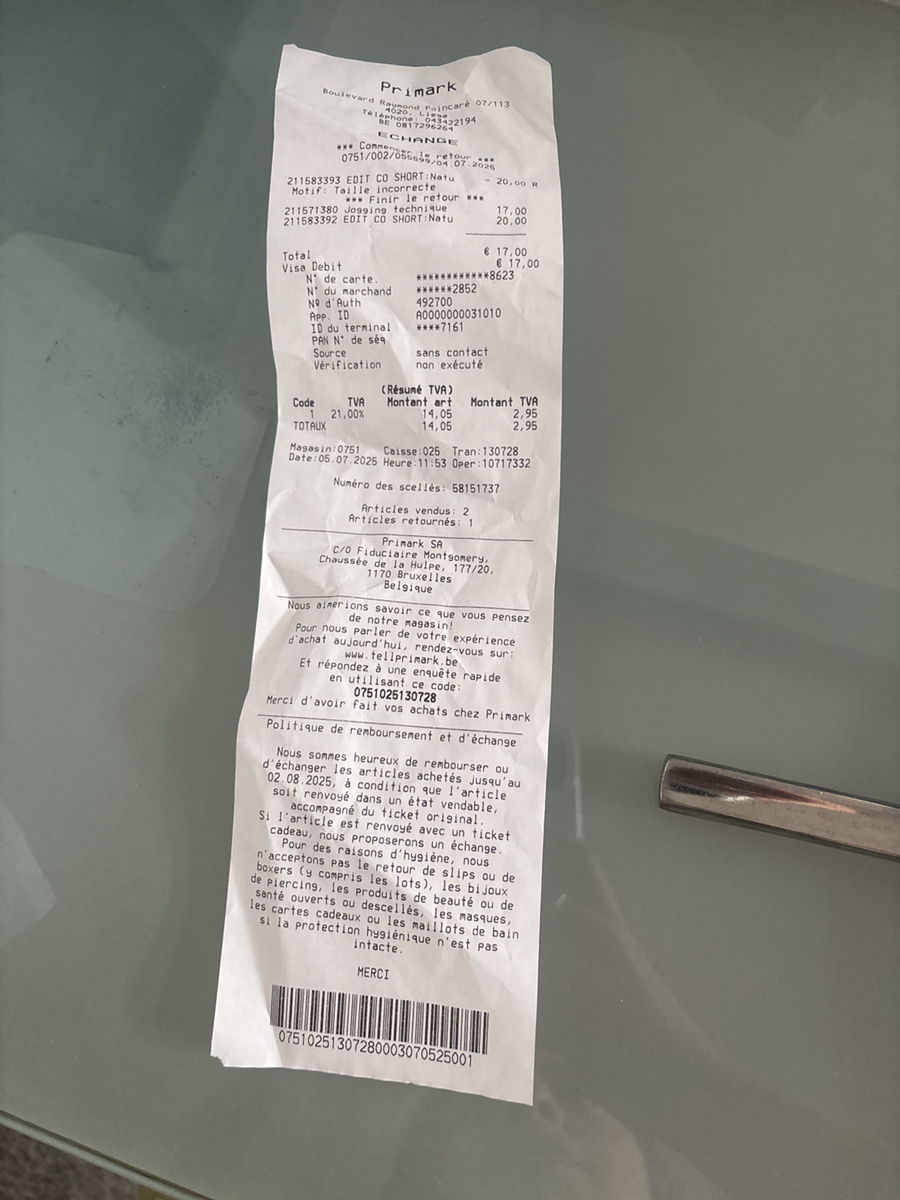 Primark
Boulevard Raymond Poincaré 07/113
4020, Liege
Téléphone: 043422194
BE 0817296264
ECHANGE
*** Commencer le retour ***
0751/002/055599/04.07.2025
211583393 EDIT CO SHORT:Natu - 20,00 R
Motif: Taille incorrecte
*** Finir le retour ***
211571380 Jogging technique 17,00
211583392 EDIT CO SHORT:Natu 20,00
Total € 17,00
Visa Debit € 17,00
N° de carte. ************8623
N° du marchand ******2852
Nº d'Auth 492700
App. ID A0000000031010
ID du terminal ****7161
PAN N° de séq
Source sans contact
Vérification non exécuté
(Résumé TVA)
Code TVA Montant art Montant TVA
1 21,00% 14,05 2,95
TOTAUX 14,05 2,95
Magasin:0751 Caisse:025 Tran:130728
Date:05.07.2025 Heure:11:53 Oper:10717332
Numéro des scellés: 58151737
Articles vendus: 2
Articles retournés: 1
Primark SA
C/O Fiduciaire Montgomery,
Chaussée de la Hulpe, 177/20,
1170 Bruxelles
Belgique
Nous aimerions savoir ce que vous pensez
de notre magasin!
Pour nous parler de votre expérience
d'achat aujourd'hui, rendez-vous sur:
www.tellprimark.be
Et répondez à une enquête rapide
en utilisant ce code:
0751025130728
Merci d'avoir fait vos achats chez Primark
Politique de remboursement et d'échange
Nous sommes heureux de rembourser ou
d'échanger les articles achetés jusqu'au
02.08.2025, à condition que l'article
soit renvoyé dans un état vendable,
accompagné du ticket original.
Si l'article est renvoyé avec un ticket
cadeau, nous proposerons un échange.
Pour des raisons d'hygiène, nous
n'acceptons pas le retour de slips ou de
boxers (y compris les lots), les bijoux
de piercing, les produits de beauté ou de
santé ouverts ou descellés, les masques,
les cartes cadeaux ou les maillots de bain
si la protection hygiénique n'est pas
intacte.
MERCI
07510251307280003070525001